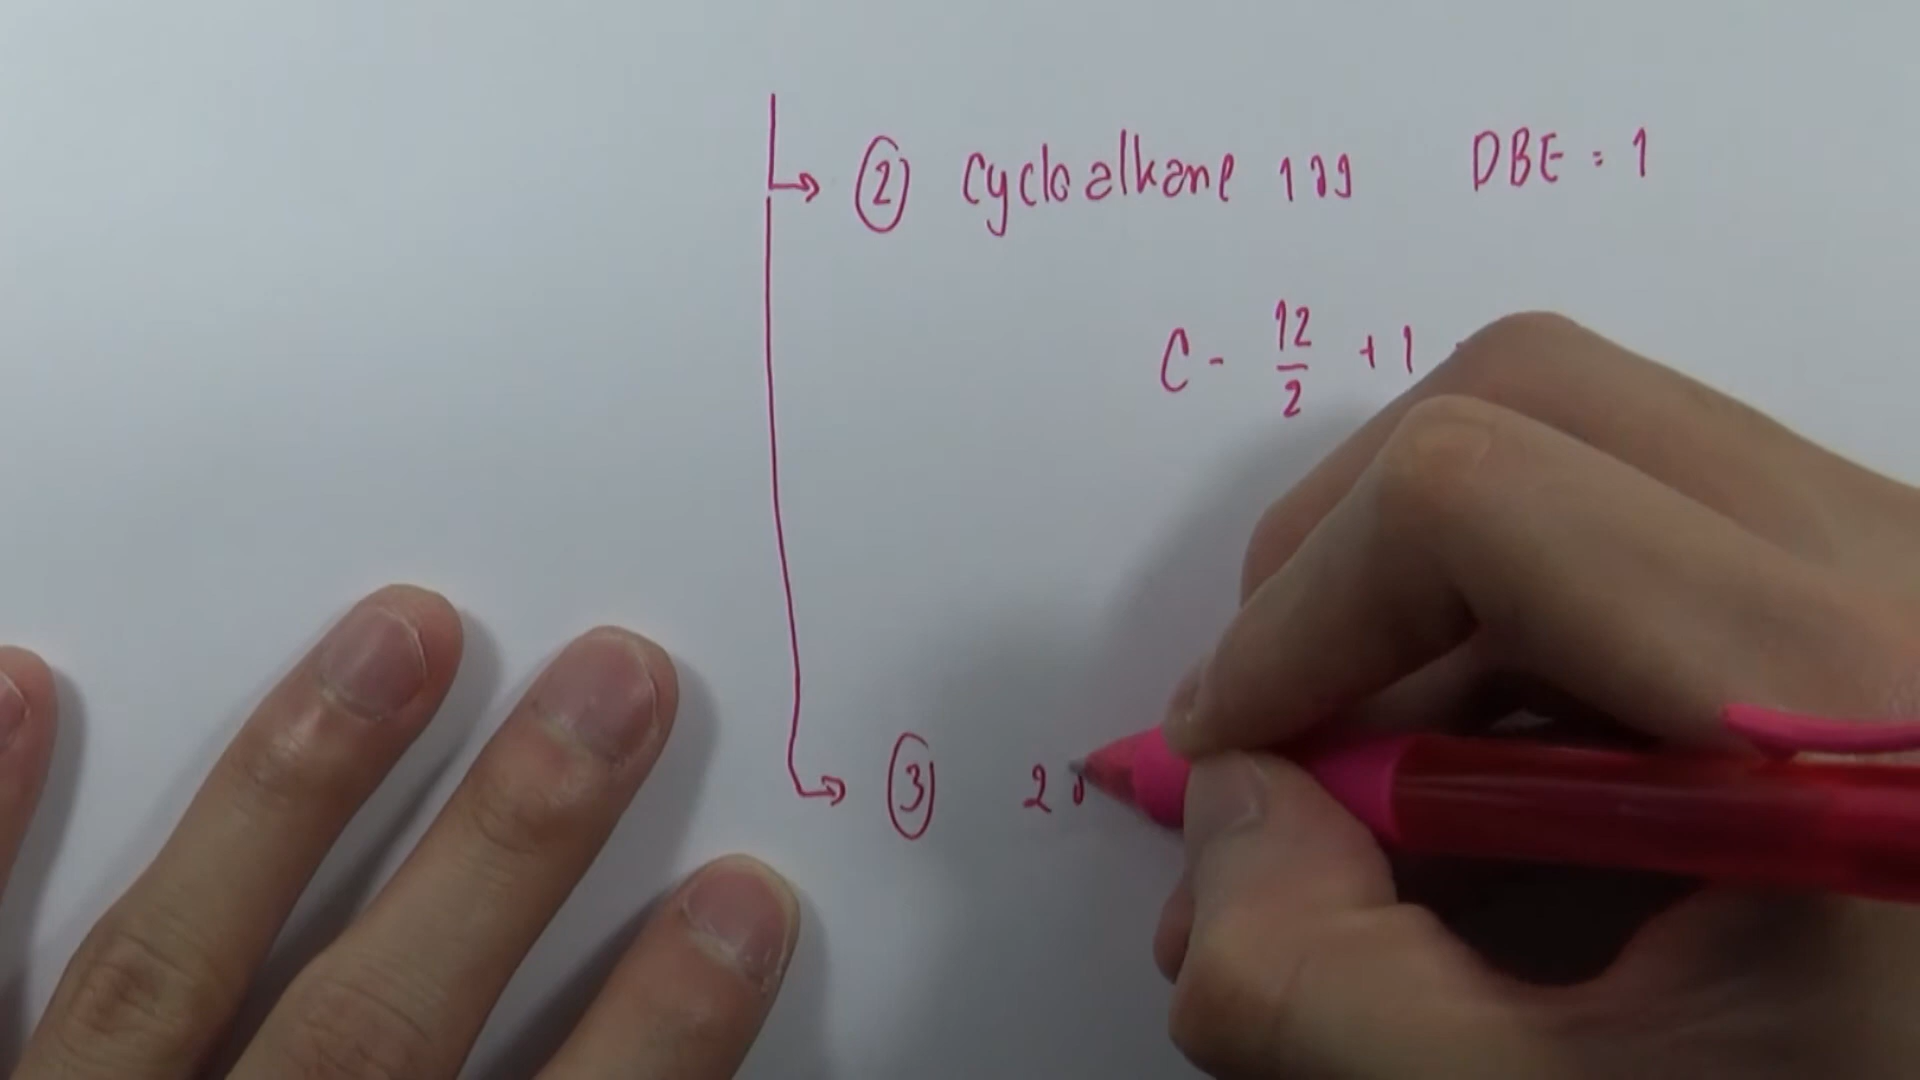 ② Cycloalkane 1 วง DBE = 1
C - 12/2 + 1
③ 2